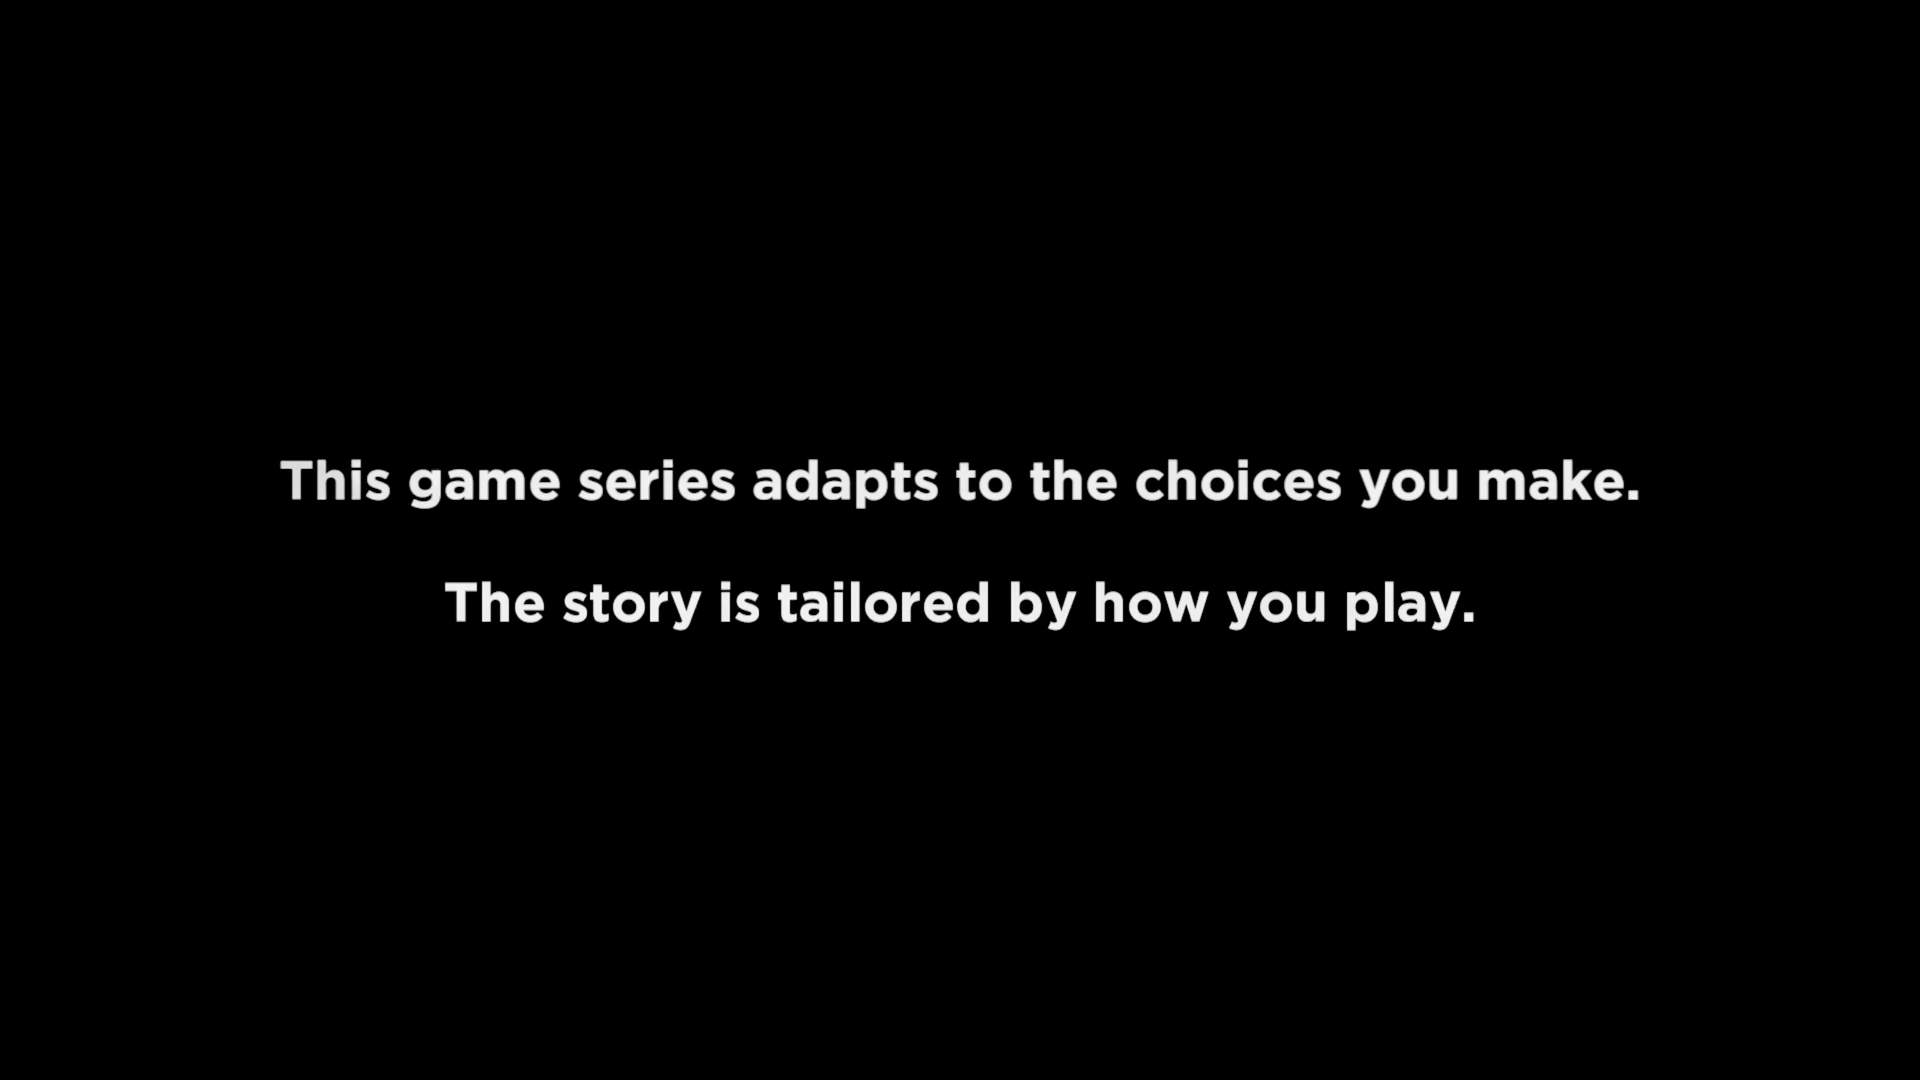 This game series adapts to the choices you make.
The story is tailored by how you play.